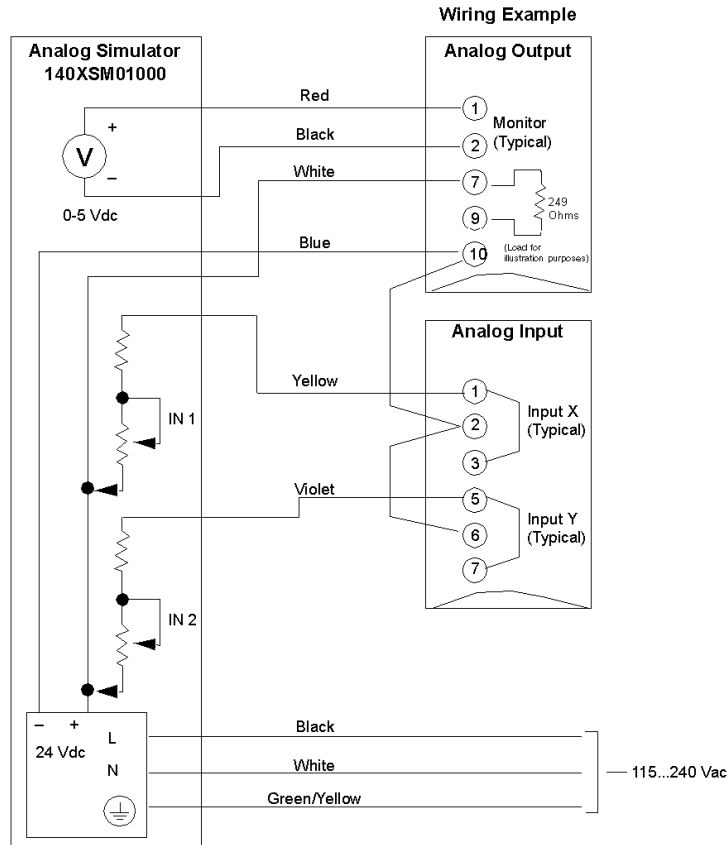 Wiring Example
Analog Simulator
140XSM01000
Analog Output
Red
1
+
Monitor
(Typical)
Black
2
V
–
White
7
0-5 Vdc
249
Ohms
9
Blue
10
(Load for
illustration purposes)
Analog Input
Yellow
1
IN 1
Input X
(Typical)
2
3
Violet
5
Input Y
(Typical)
6
7
IN 2
– +
24 Vdc
L
Black
N
White
115...240 Vac
Green/Yellow